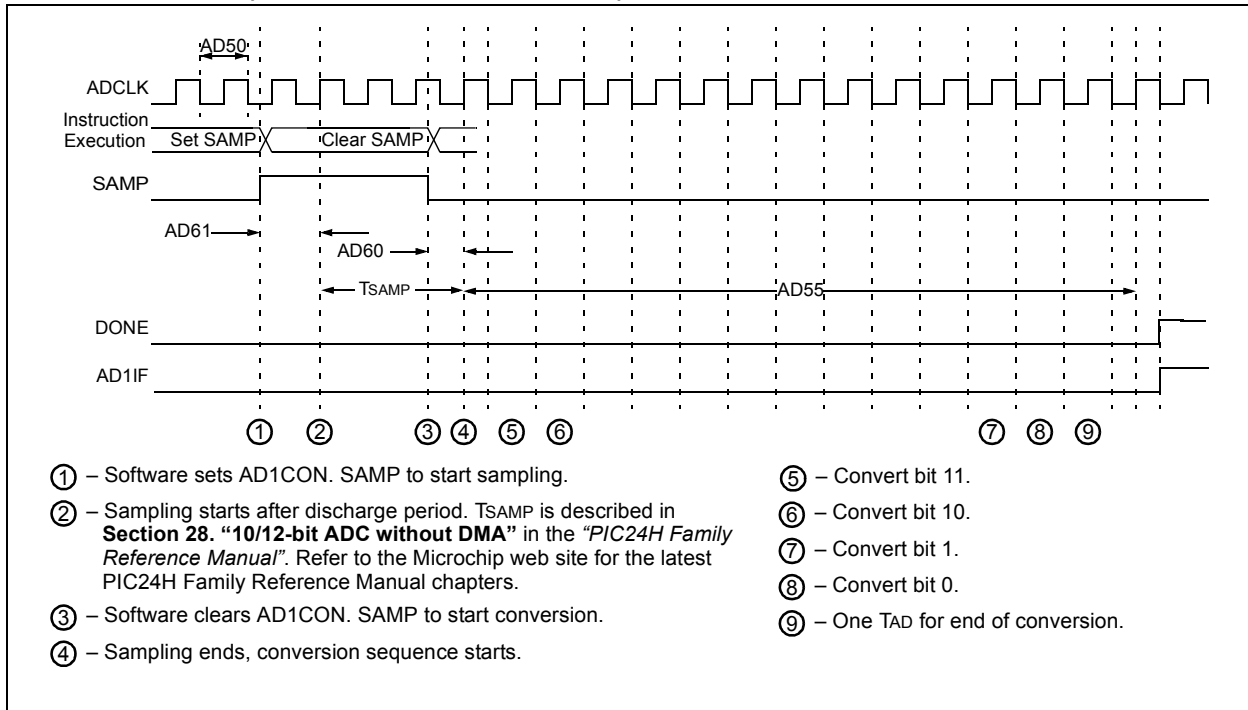 AD50
ADCLK
Instruction
Execution
Set SAMP
Clear SAMP
SAMP
AD61
AD60
TSAMP
AD55
DONE
AD1IF
1 2 3 4 5 6 7 8 9
1 – Software sets AD1CON. SAMP to start sampling.
2 – Sampling starts after discharge period. TSAMP is described in
Section 28. “10/12-bit ADC without DMA” in the “PIC24H Family
Reference Manual”. Refer to the Microchip web site for the latest
PIC24H Family Reference Manual chapters.
3 – Software clears AD1CON. SAMP to start conversion.
4 – Sampling ends, conversion sequence starts.
5 – Convert bit 11.
6 – Convert bit 10.
7 – Convert bit 1.
8 – Convert bit 0.
9 – One TAD for end of conversion.